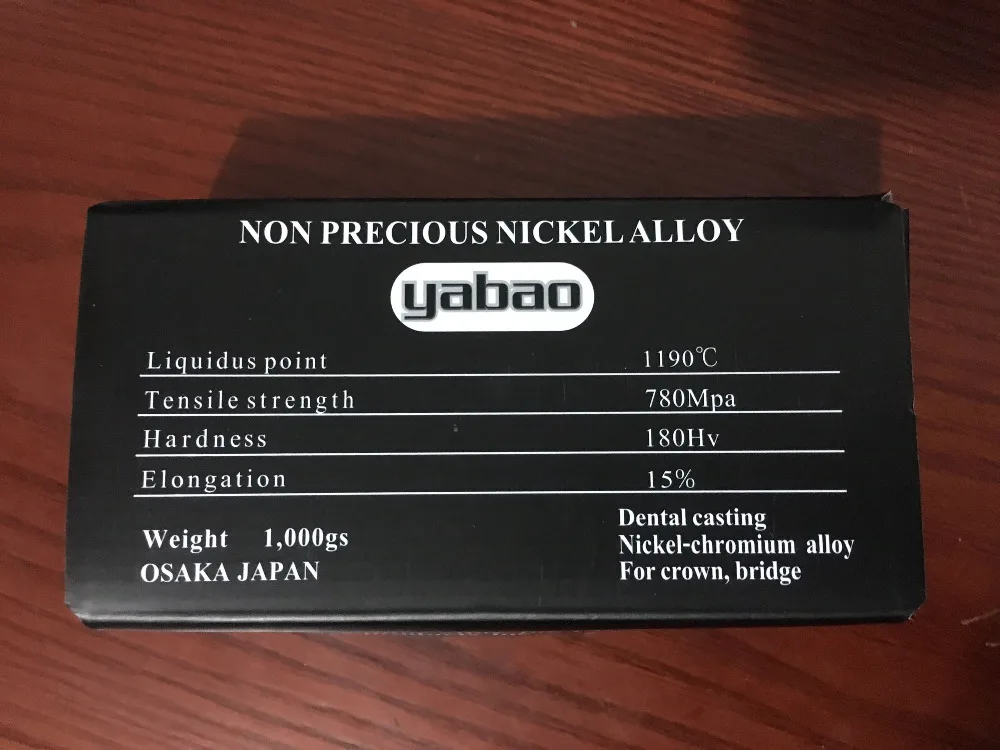 NON PRECIOUS NICKEL ALLOY
yabao
Liquidus point 1190℃
Tensile strength 780Mpa
Hardness 180Hv
Elongation 15%
Weight 1,000gs
OSAKA JAPAN
Dental casting
Nickel-chromium alloy
For crown, bridge